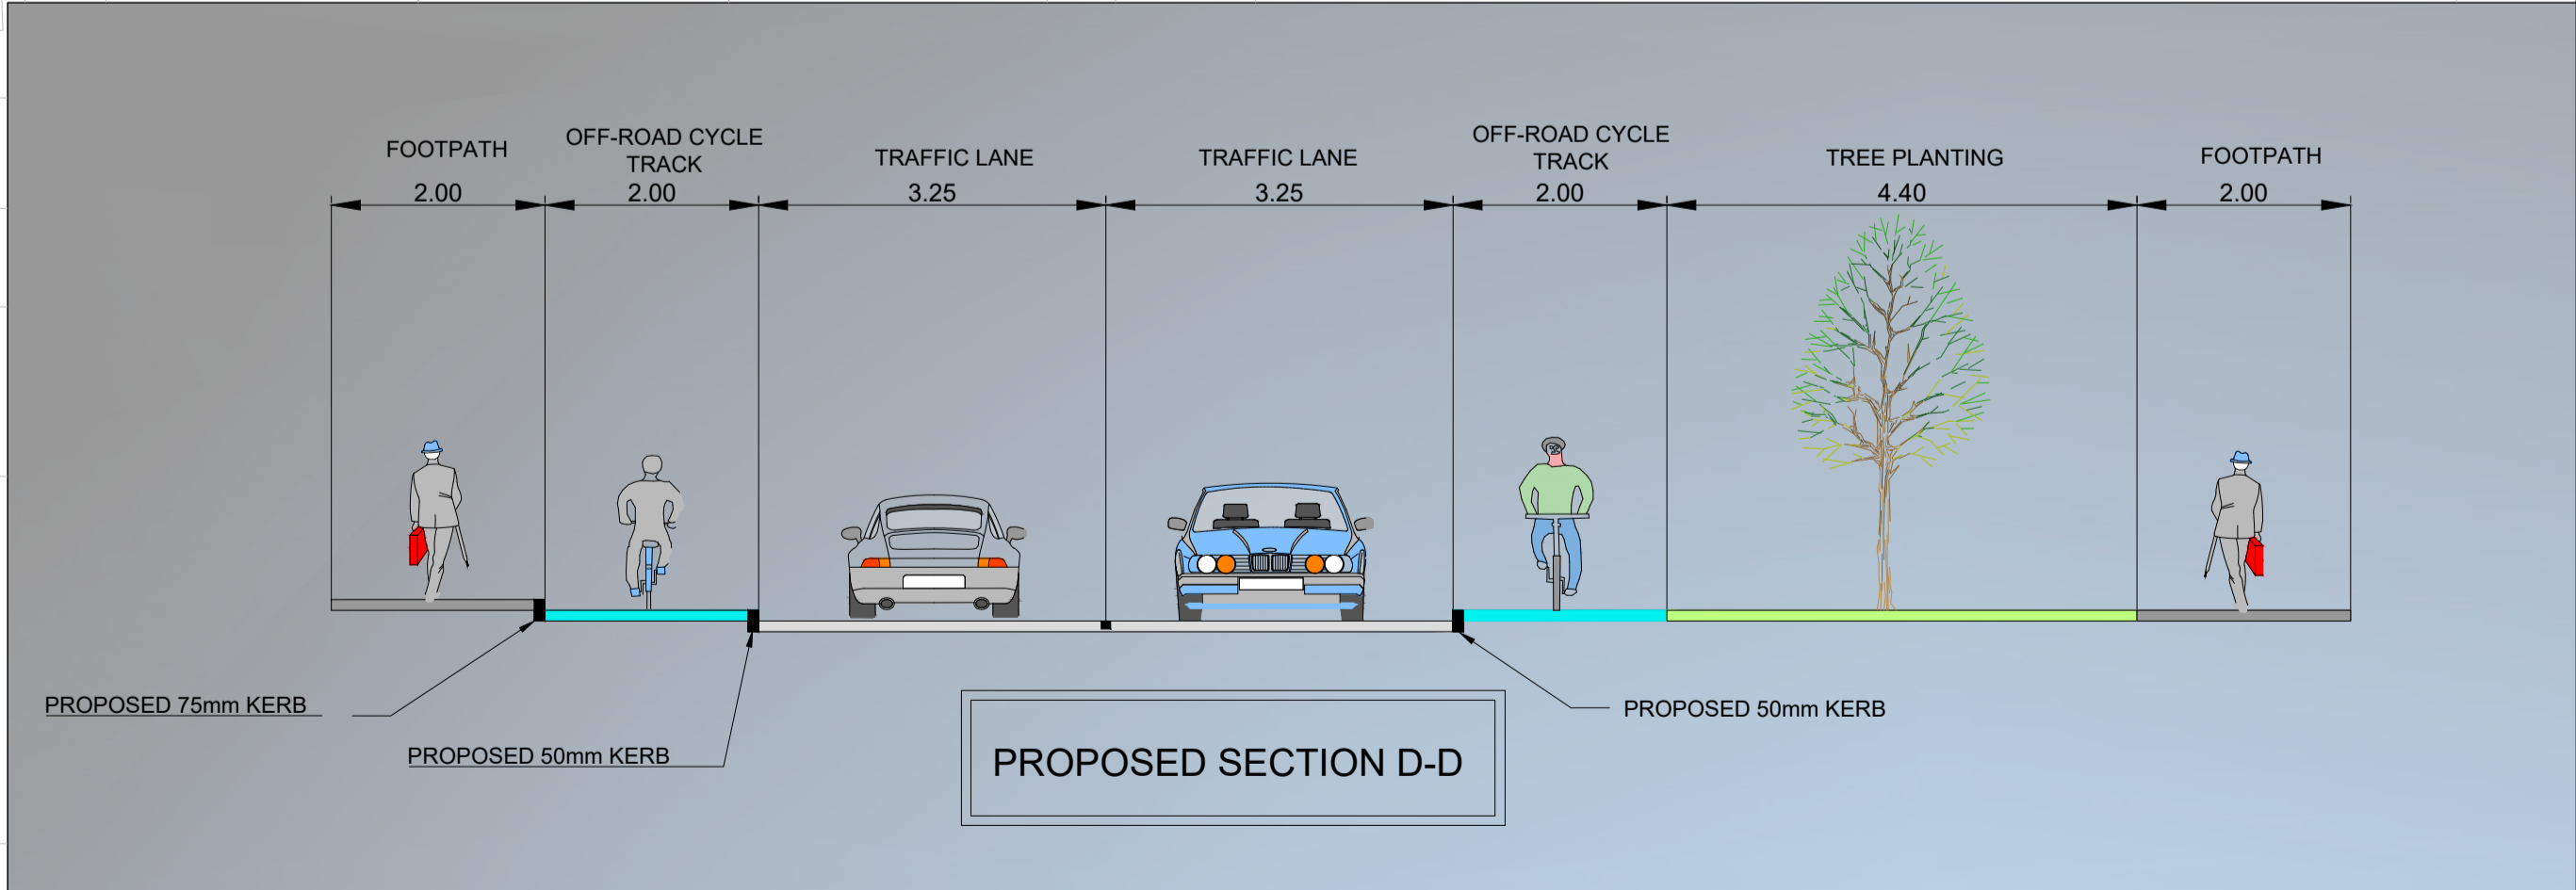 FOOTPATH
2.00
OFF-ROAD CYCLE
TRACK
2.00
TRAFFIC LANE
3.25
TRAFFIC LANE
3.25
OFF-ROAD CYCLE
TRACK
2.00
TREE PLANTING
4.40
FOOTPATH
2.00
PROPOSED 75mm KERB
PROPOSED 50mm KERB
PROPOSED 50mm KERB
PROPOSED SECTION D-D